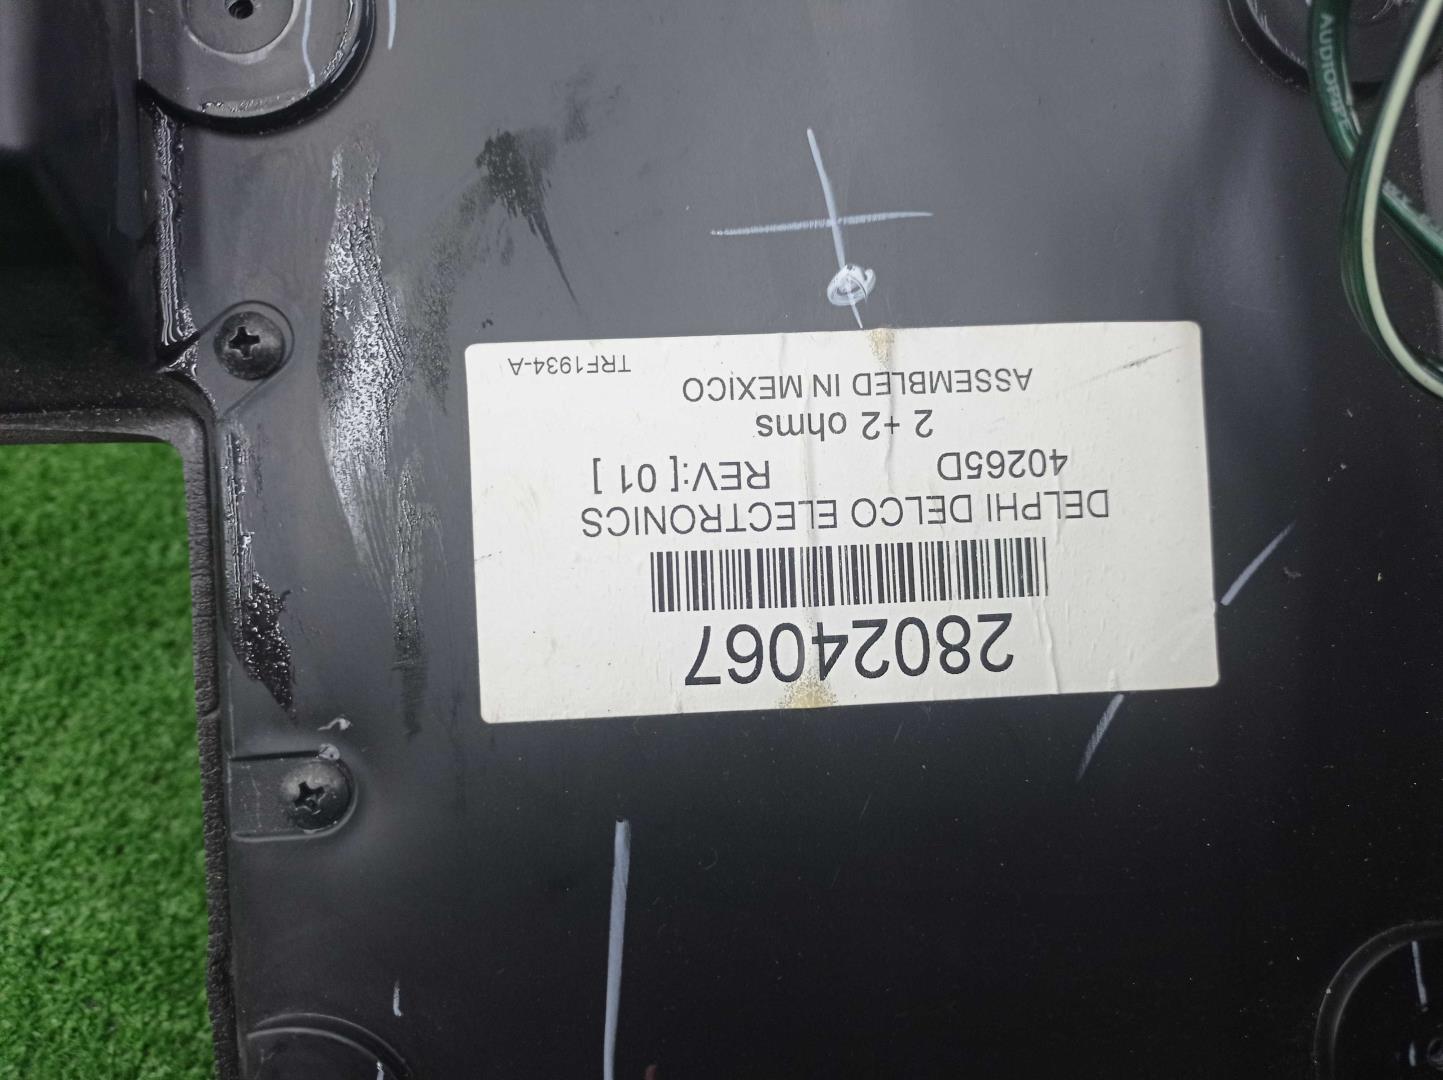 28024067
DELPHI DELCO ELECTRONICS
40265D REV:[ 01 ]
2 +2 ohms
ASSEMBLED IN MEXICO
TRF1934-A